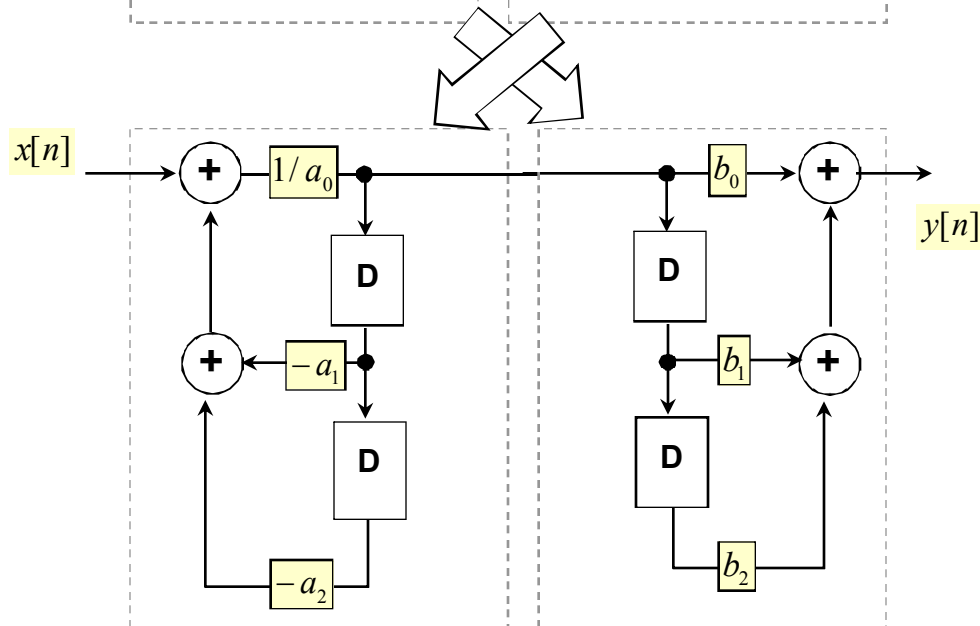 x[n]
+
1/a₀
b₀
+
y[n]
D
D
+
−a₁
b₁
+
D
D
−a₂
b₂